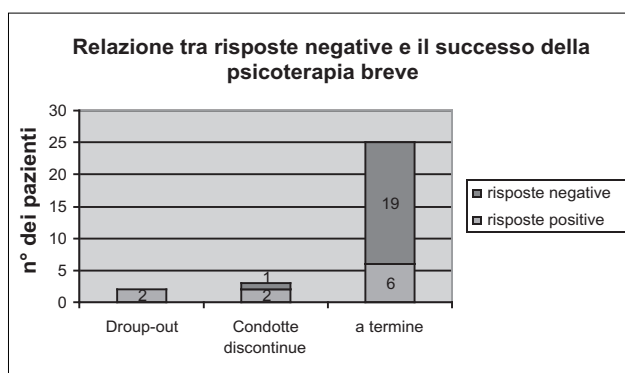 Relazione tra risposte negative e il successo della
psicoterapia breve
n° dei pazienti
30
25
20
15
10
5
0
2
1
2
19
6
Droup-out
Condotte
discontinue
a termine
risposte negative
risposte positive